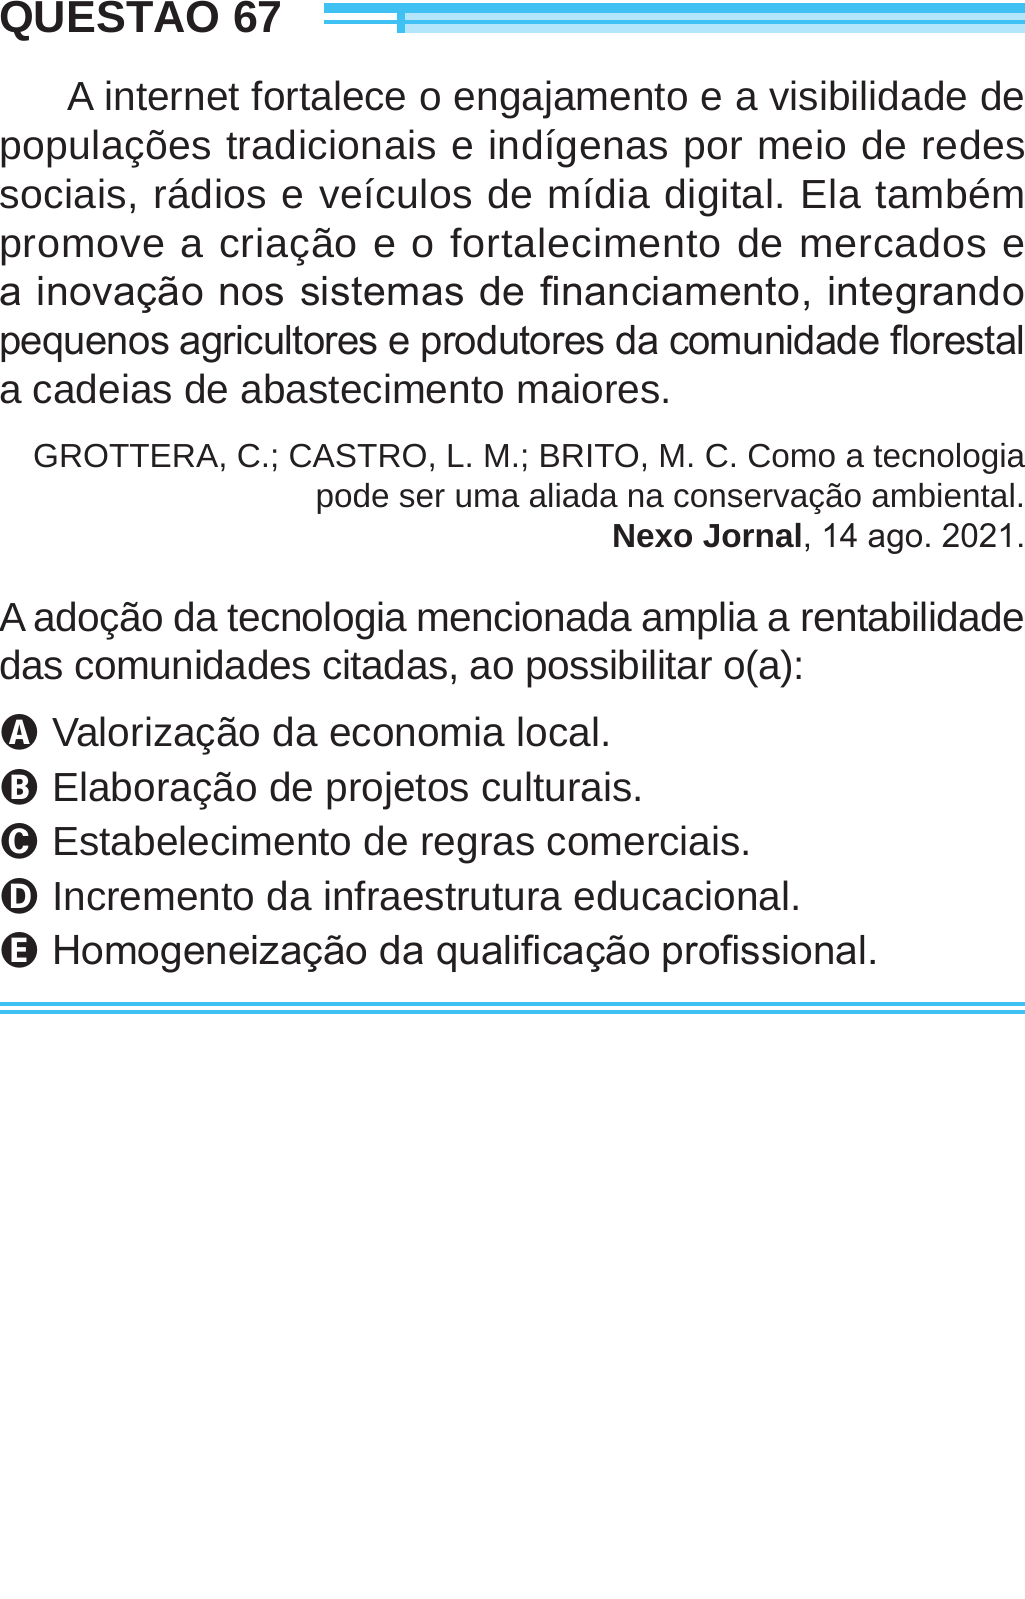 QUESTÃO 67
A internet fortalece o engajamento e a visibilidade de
populações tradicionais e indígenas por meio de redes
sociais, rádios e veículos de mídia digital. Ela também
promove a criação e o fortalecimento de mercados e
a inovação nos sistemas de financiamento, integrando
pequenos agricultores e produtores da comunidade florestal
a cadeias de abastecimento maiores.
GROTTERA, C.; CASTRO, L. M.; BRITO, M. C. Como a tecnologia
pode ser uma aliada na conservação ambiental.
Nexo Jornal, 14 ago. 2021.
A adoção da tecnologia mencionada amplia a rentabilidade
das comunidades citadas, ao possibilitar o(a):
A Valorização da economia local.
B Elaboração de projetos culturais.
C Estabelecimento de regras comerciais.
D Incremento da infraestrutura educacional.
E Homogeneização da qualificação profissional.